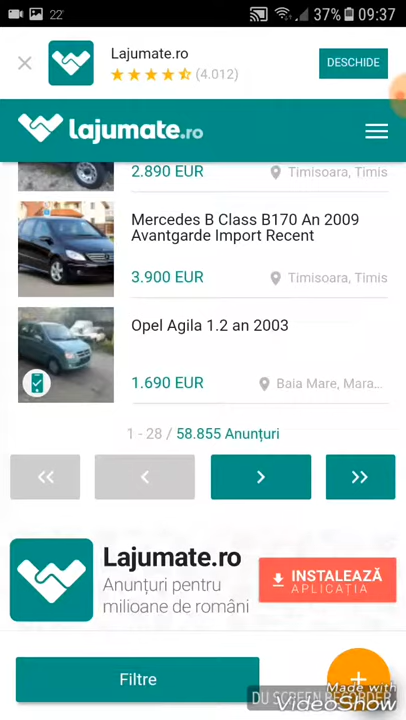 22°
37% 09:37
Lajumate.ro
(4.012)
DESCHIDE
lajumate.ro
2.890 EUR
Timisoara, Timis
Mercedes B Class B170 An 2009
Avantgarde Import Recent
3.900 EUR
Timisoara, Timis
Opel Agila 1.2 an 2003
1.690 EUR
Baia Mare, Mara...
1 - 28 / 58.855 Anunțuri
Lajumate.ro
Anunțuri pentru
milioane de români
INSTALEAZĂ
APLICAȚIA
Filtre
Made with
DU SCREEN RECORDER
VideoShow